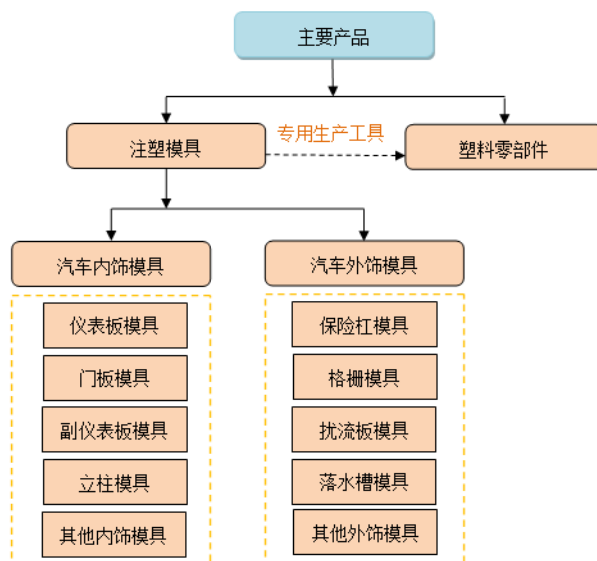 主要产品
专用生产工具
注塑模具
塑料零部件
汽车内饰模具
汽车外饰模具
仪表板模具
保险杠模具
门板模具
格栅模具
副仪表板模具
扰流板模具
立柱模具
落水槽模具
其他内饰模具
其他外饰模具